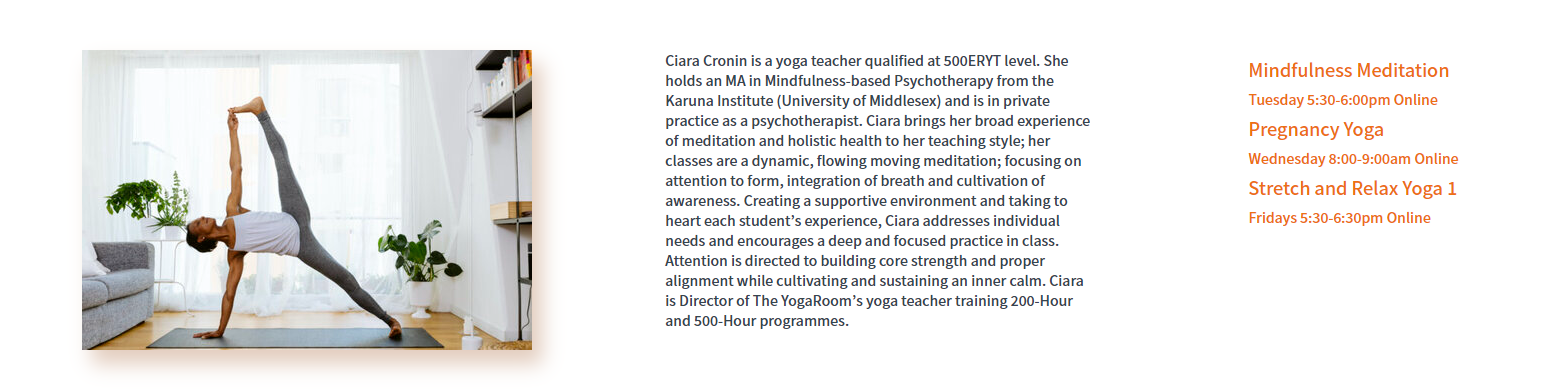 Ciara Cronin is a yoga teacher qualified at 500ERYT level. She
holds an MA in Mindfulness-based Psychotherapy from the
Karuna Institute (University of Middlesex) and is in private
practice as a psychotherapist. Ciara brings her broad experience
of meditation and holistic health to her teaching style; her
classes are a dynamic, flowing moving meditation; focusing on
attention to form, integration of breath and cultivation of
awareness. Creating a supportive environment and taking to
heart each student’s experience, Ciara addresses individual
needs and encourages a deep and focused practice in class.
Attention is directed to building core strength and proper
alignment while cultivating and sustaining an inner calm. Ciara
is Director of The YogaRoom’s yoga teacher training 200-Hour
and 500-Hour programmes.
Mindfulness Meditation
Tuesday 5:30-6:00pm Online
Pregnancy Yoga
Wednesday 8:00-9:00am Online
Stretch and Relax Yoga 1
Fridays 5:30-6:30pm Online